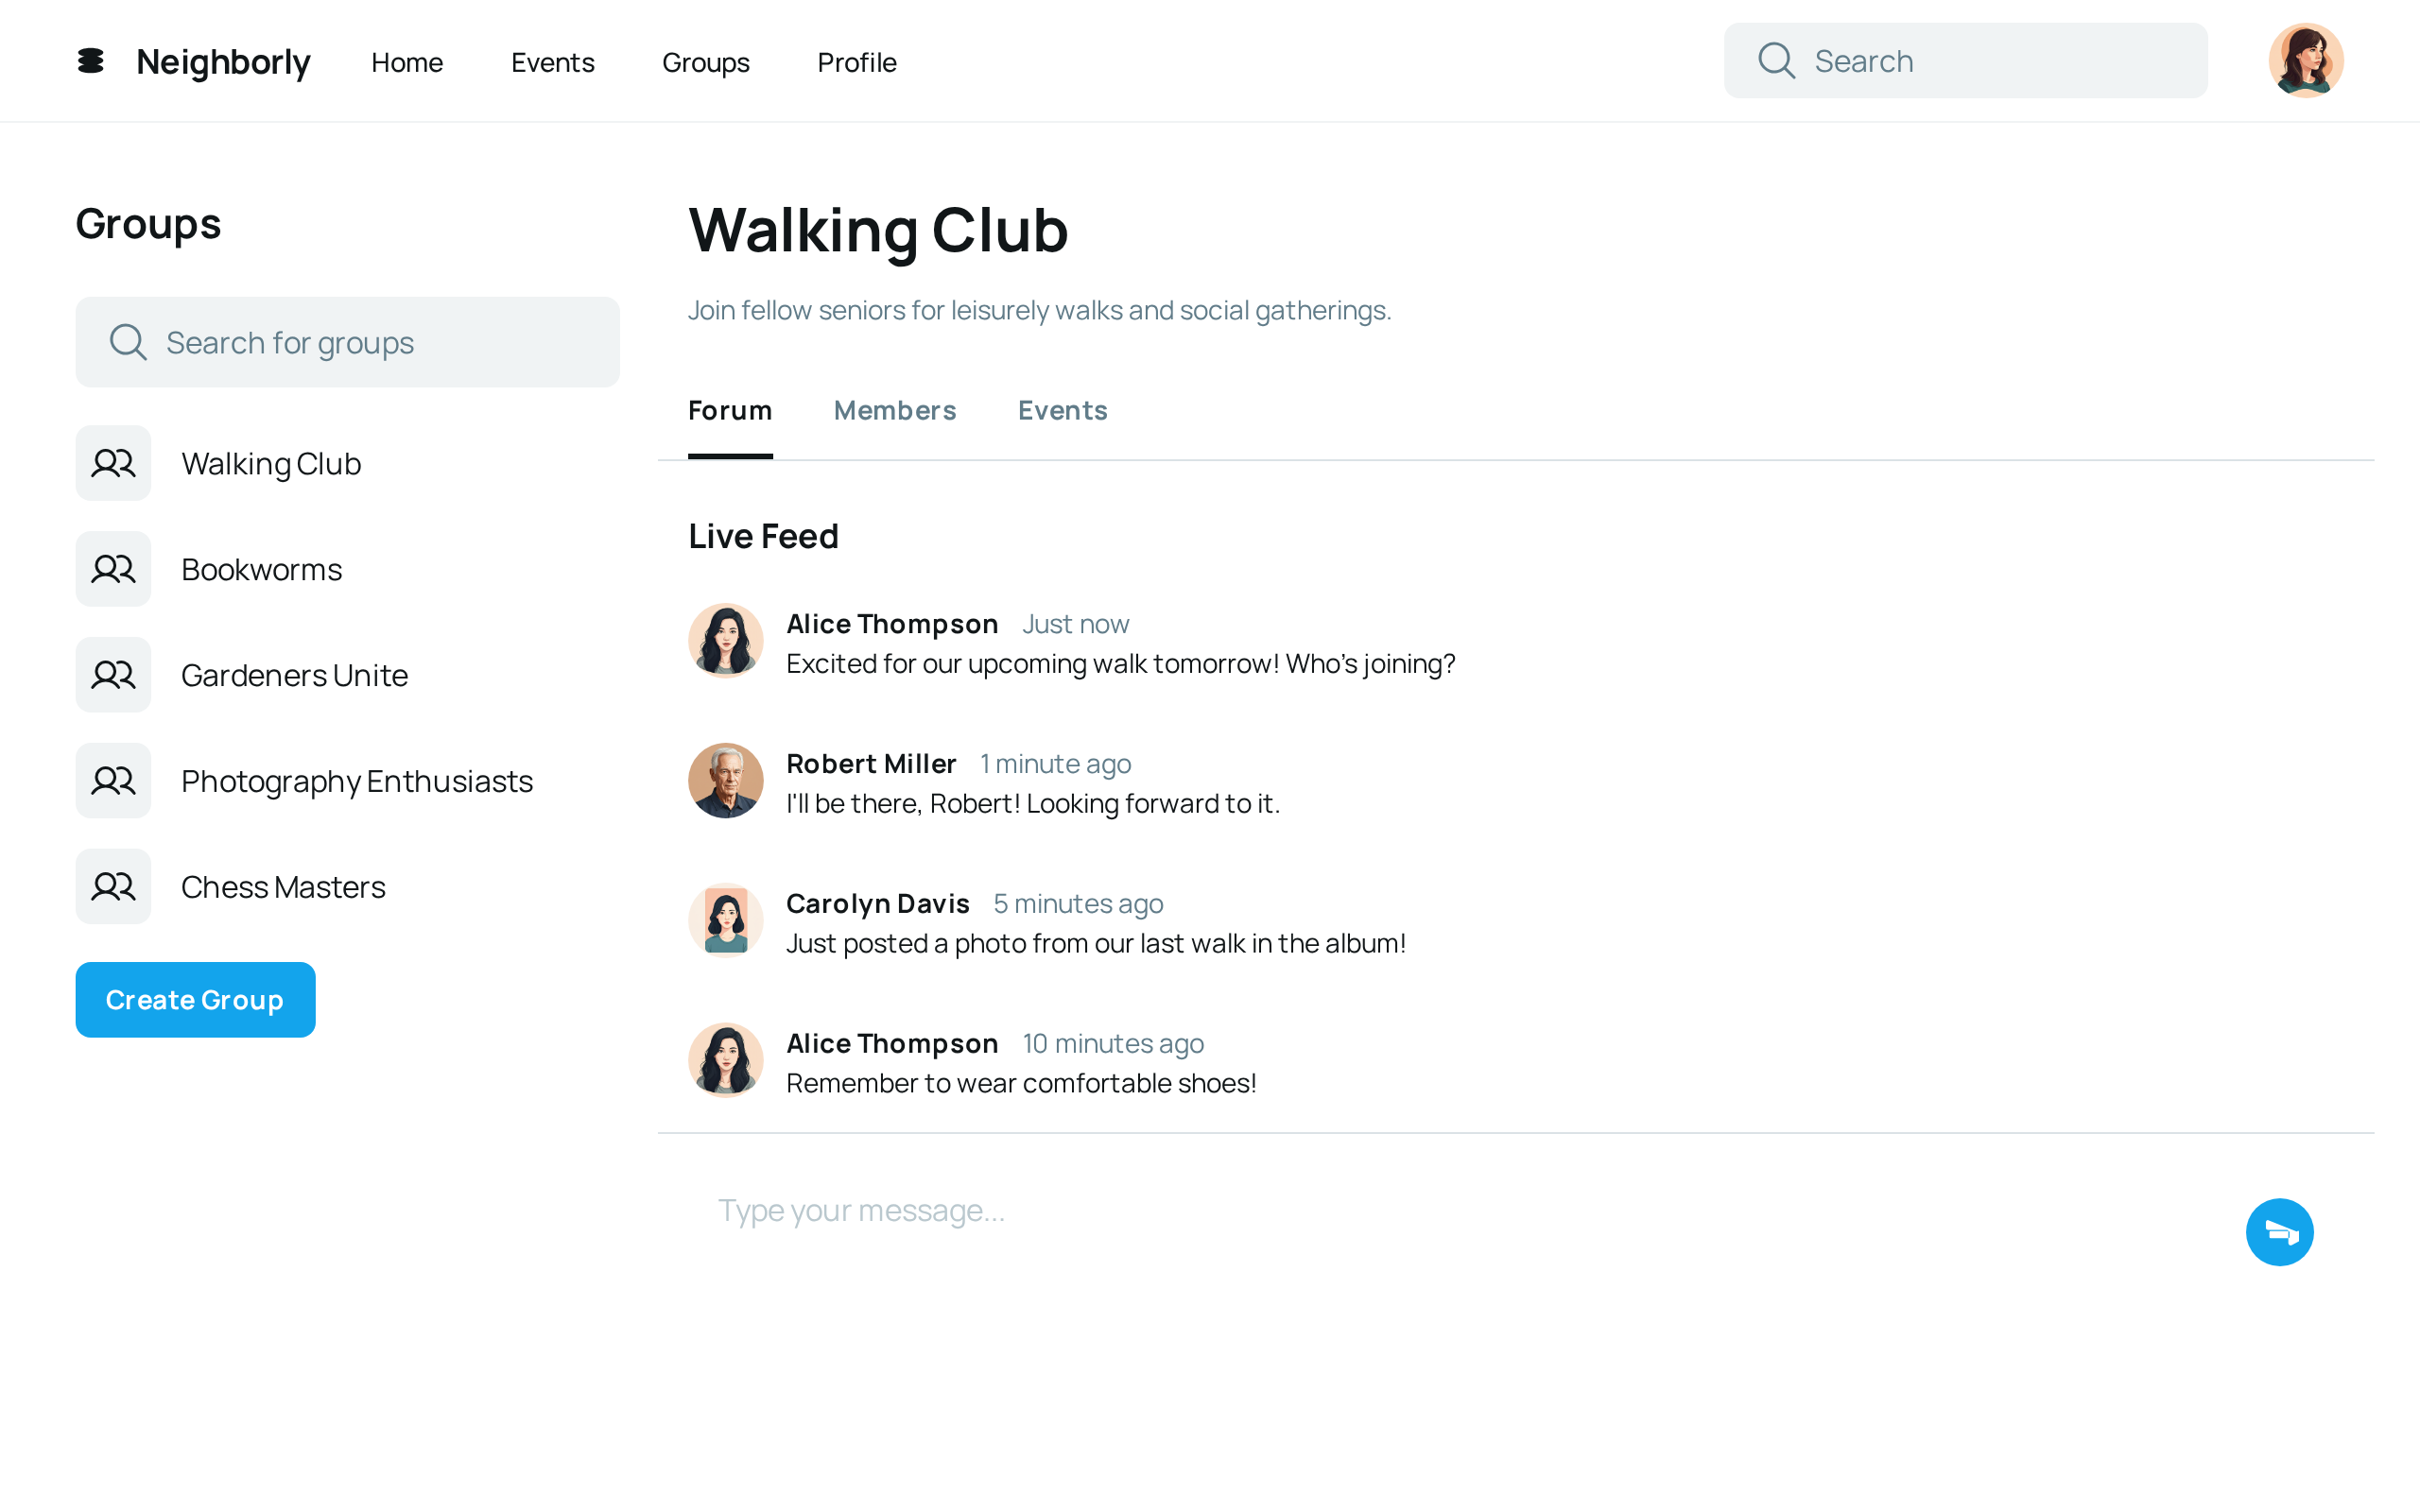 Neighborly
Home
Events
Groups
Profile
Search
Groups
Search for groups
Walking Club
Bookworms
Gardeners Unite
Photography Enthusiasts
Chess Masters
Create Group
Walking Club
Join fellow seniors for leisurely walks and social gatherings.
Forum
Members
Events
Live Feed
Alice Thompson Just now
Excited for our upcoming walk tomorrow! Who’s joining?
Robert Miller 1 minute ago
I'll be there, Robert! Looking forward to it.
Carolyn Davis 5 minutes ago
Just posted a photo from our last walk in the album!
Alice Thompson 10 minutes ago
Remember to wear comfortable shoes!
Type your message...